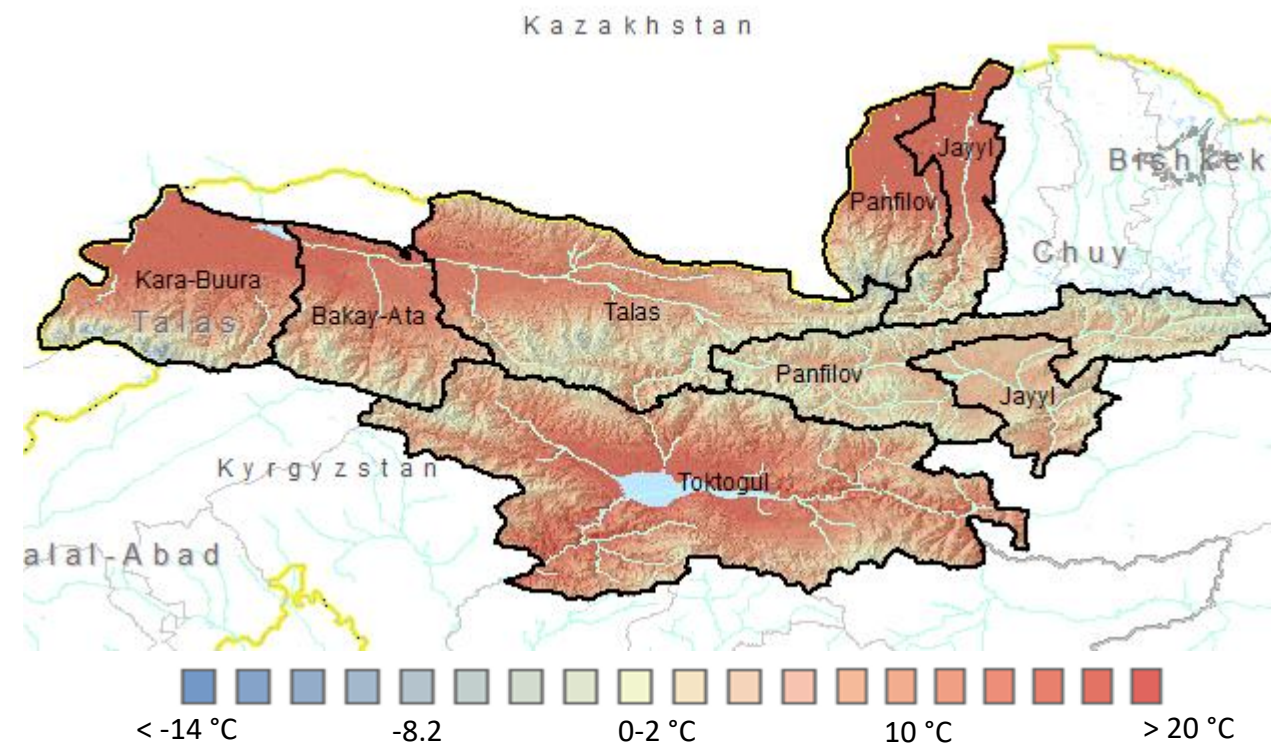 Kazakhstan
Jayyl
Bishkek
Panfilov
Chuy
Kara-Buura
Talas
Bakay-Ata
Talas
Panfilov
Jayyl
Kyrgyzstan
Toktogul
alal-Abad
< -14 °C -8.2 0-2 °C 10 °C > 20 °C